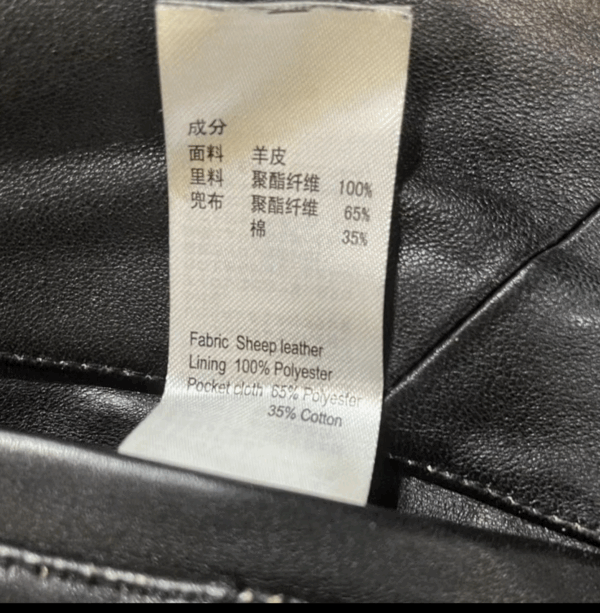 成分
面料 羊皮
里料 聚酯纤维 100%
兜布 聚酯纤维 65%
棉 35%
Fabric Sheep leather
Lining 100% Polyester
Pocket cloth 65% Polyester
35% Cotton